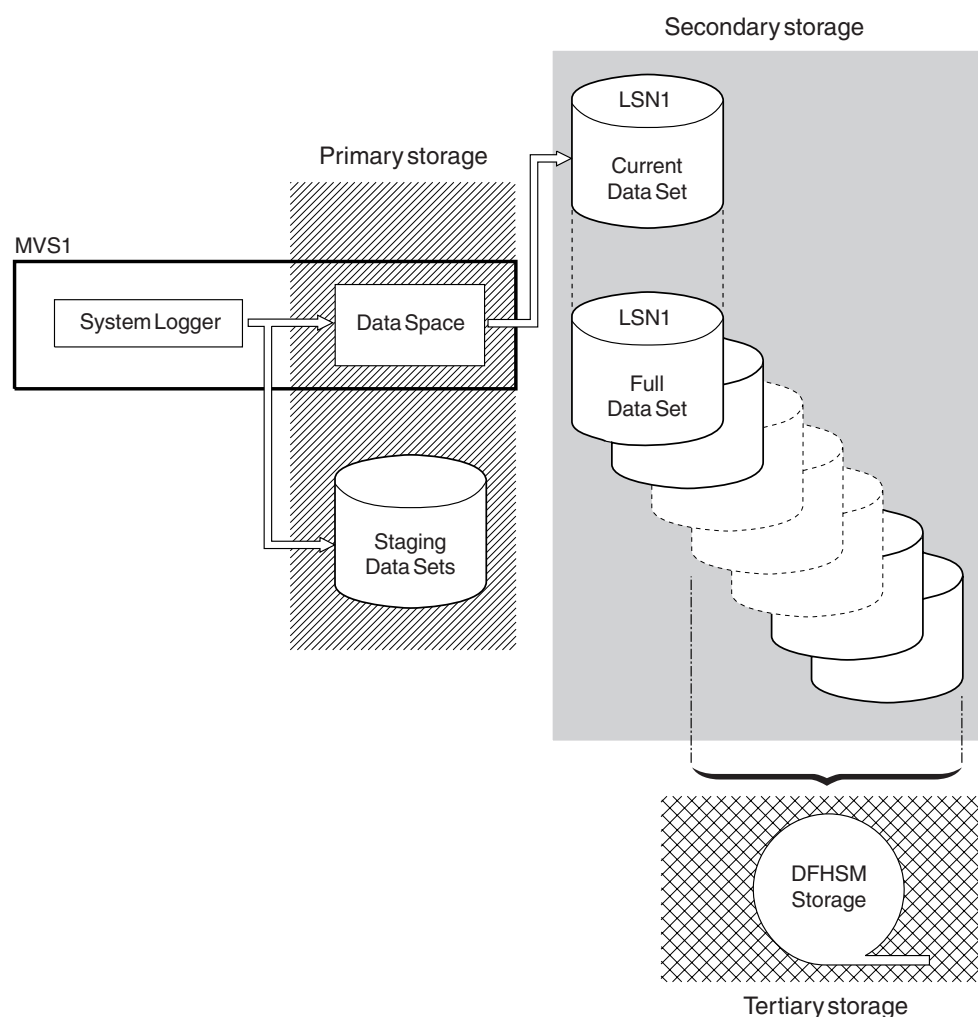 Secondary storage
LSN1
Current
Data Set
Primary storage
MVS1
System Logger
Data Space
LSN1
Full
Data Set
Staging
Data Sets
DFHSM
Storage
Tertiary storage